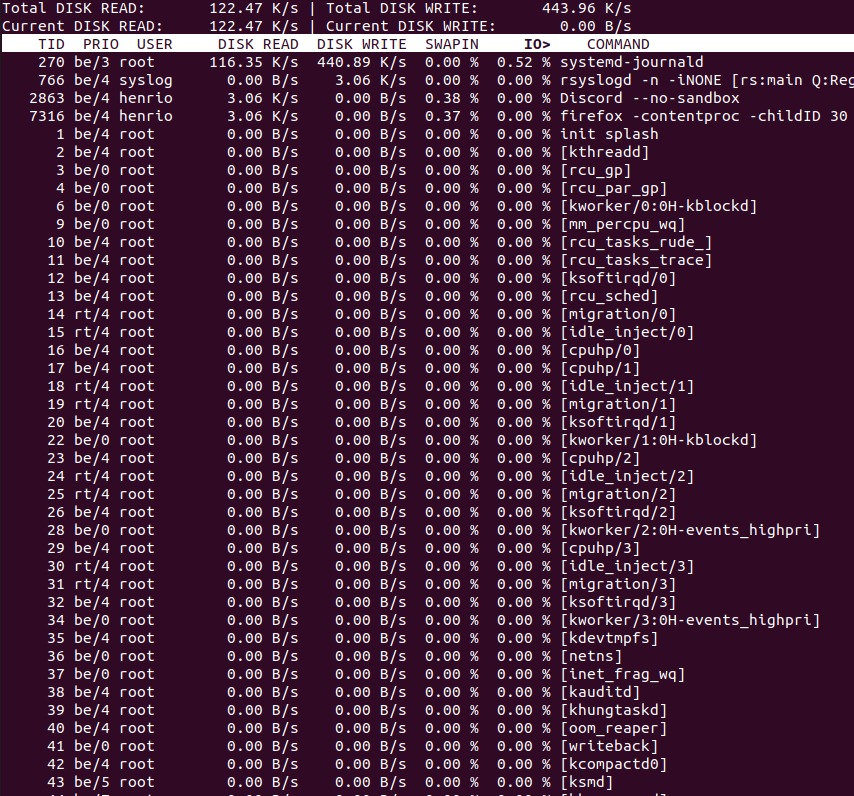 Total DISK READ:       122.47 K/s | Total DISK WRITE:       443.96 K/s
Current DISK READ:     122.47 K/s | Current DISK WRITE:       0.00 B/s
    TID  PRIO  USER     DISK READ  DISK WRITE  SWAPIN     IO>    COMMAND
    270 be/3 root      116.35 K/s  440.89 K/s  0.00 %  0.52 % systemd-journald
    766 be/4 syslog      0.00 B/s    3.06 K/s  0.00 %  0.00 % rsyslogd -n -iNONE [rs:main Q:Reg
   2863 be/4 henrio      3.06 K/s    0.00 B/s  0.38 %  0.00 % Discord --no-sandbox
   7316 be/4 henrio      3.06 K/s    0.00 B/s  0.37 %  0.00 % firefox -contentproc -childID 30
      1 be/4 root        0.00 B/s    0.00 B/s  0.00 %  0.00 % init splash
      2 be/4 root        0.00 B/s    0.00 B/s  0.00 %  0.00 % [kthreadd]
      3 be/0 root        0.00 B/s    0.00 B/s  0.00 %  0.00 % [rcu_gp]
      4 be/0 root        0.00 B/s    0.00 B/s  0.00 %  0.00 % [rcu_par_gp]
      6 be/0 root        0.00 B/s    0.00 B/s  0.00 %  0.00 % [kworker/0:0H-kblockd]
      9 be/0 root        0.00 B/s    0.00 B/s  0.00 %  0.00 % [mm_percpu_wq]
     10 be/4 root        0.00 B/s    0.00 B/s  0.00 %  0.00 % [rcu_tasks_rude_]
     11 be/4 root        0.00 B/s    0.00 B/s  0.00 %  0.00 % [rcu_tasks_trace]
     12 be/4 root        0.00 B/s    0.00 B/s  0.00 %  0.00 % [ksoftirqd/0]
     13 be/4 root        0.00 B/s    0.00 B/s  0.00 %  0.00 % [rcu_sched]
     14 rt/4 root        0.00 B/s    0.00 B/s  0.00 %  0.00 % [migration/0]
     15 rt/4 root        0.00 B/s    0.00 B/s  0.00 %  0.00 % [idle_inject/0]
     16 be/4 root        0.00 B/s    0.00 B/s  0.00 %  0.00 % [cpuhp/0]
     17 be/4 root        0.00 B/s    0.00 B/s  0.00 %  0.00 % [cpuhp/1]
     18 rt/4 root        0.00 B/s    0.00 B/s  0.00 %  0.00 % [idle_inject/1]
     19 rt/4 root        0.00 B/s    0.00 B/s  0.00 %  0.00 % [migration/1]
     20 be/4 root        0.00 B/s    0.00 B/s  0.00 %  0.00 % [ksoftirqd/1]
     22 be/0 root        0.00 B/s    0.00 B/s  0.00 %  0.00 % [kworker/1:0H-kblockd]
     23 be/4 root        0.00 B/s    0.00 B/s  0.00 %  0.00 % [cpuhp/2]
     24 rt/4 root        0.00 B/s    0.00 B/s  0.00 %  0.00 % [idle_inject/2]
     25 rt/4 root        0.00 B/s    0.00 B/s  0.00 %  0.00 % [migration/2]
     26 be/4 root        0.00 B/s    0.00 B/s  0.00 %  0.00 % [ksoftirqd/2]
     28 be/0 root        0.00 B/s    0.00 B/s  0.00 %  0.00 % [kworker/2:0H-events_highpri]
     29 be/4 root        0.00 B/s    0.00 B/s  0.00 %  0.00 % [cpuhp/3]
     30 rt/4 root        0.00 B/s    0.00 B/s  0.00 %  0.00 % [idle_inject/3]
     31 rt/4 root        0.00 B/s    0.00 B/s  0.00 %  0.00 % [migration/3]
     32 be/4 root        0.00 B/s    0.00 B/s  0.00 %  0.00 % [ksoftirqd/3]
     34 be/0 root        0.00 B/s    0.00 B/s  0.00 %  0.00 % [kworker/3:0H-events_highpri]
     35 be/4 root        0.00 B/s    0.00 B/s  0.00 %  0.00 % [kdevtmpfs]
     36 be/0 root        0.00 B/s    0.00 B/s  0.00 %  0.00 % [netns]
     37 be/0 root        0.00 B/s    0.00 B/s  0.00 %  0.00 % [inet_frag_wq]
     38 be/4 root        0.00 B/s    0.00 B/s  0.00 %  0.00 % [kauditd]
     39 be/4 root        0.00 B/s    0.00 B/s  0.00 %  0.00 % [khungtaskd]
     40 be/4 root        0.00 B/s    0.00 B/s  0.00 %  0.00 % [oom_reaper]
     41 be/0 root        0.00 B/s    0.00 B/s  0.00 %  0.00 % [writeback]
     42 be/4 root        0.00 B/s    0.00 B/s  0.00 %  0.00 % [kcompactd0]
     43 be/5 root        0.00 B/s    0.00 B/s  0.00 %  0.00 % [ksmd]